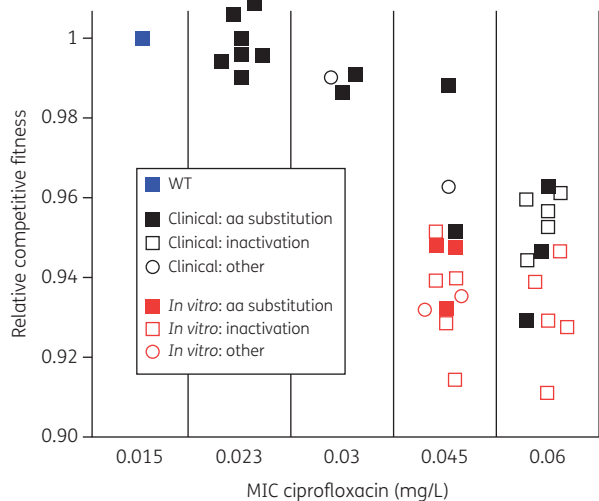 1
0.98
0.96
0.94
0.92
0.90
Relative competitive fitness
WT
Clinical: aa substitution
Clinical: inactivation
Clinical: other
In vitro: aa substitution
In vitro: inactivation
In vitro: other
0.015 0.023 0.03 0.045 0.06
MIC ciprofloxacin (mg/L)